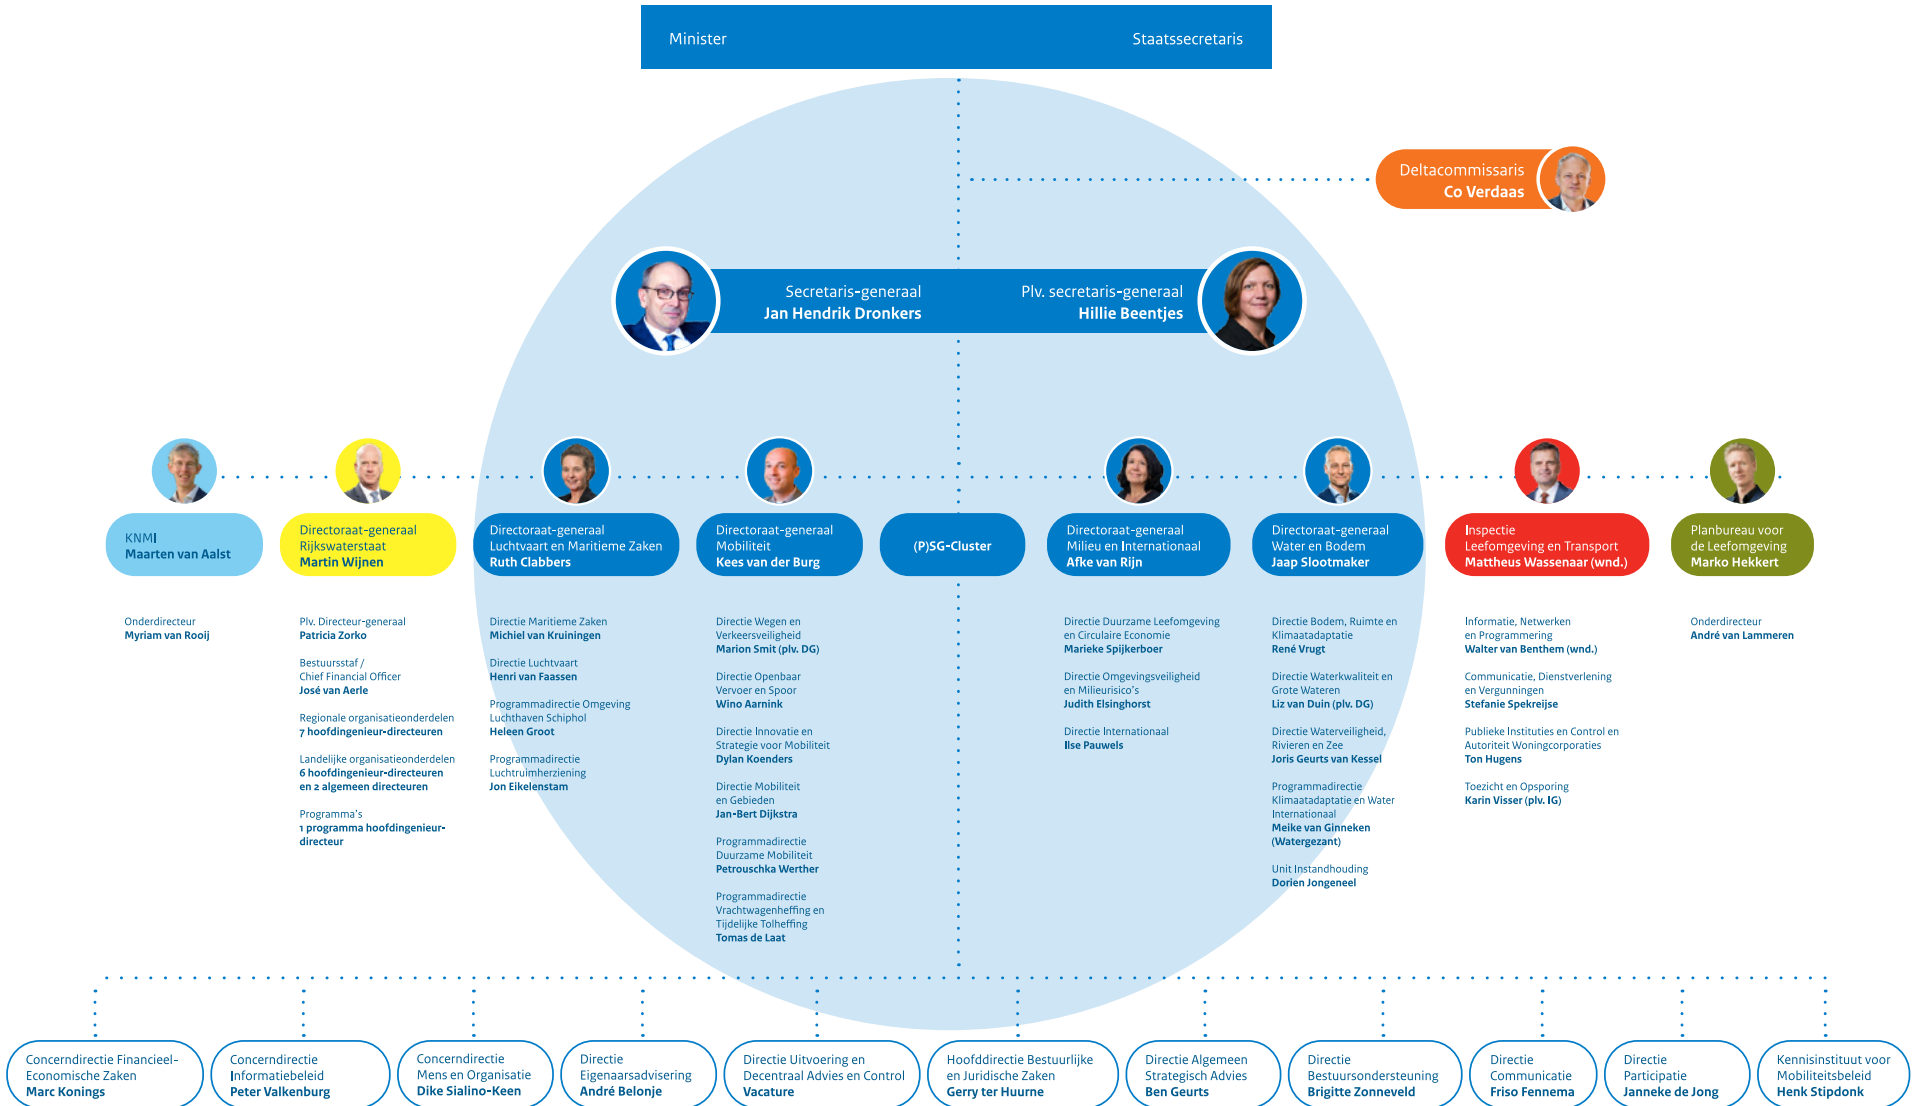 Minister
Staatssecretaris
Deltacommissaris
Co Verdaas
Secretaris-generaal
Jan Hendrik Dronkers
Plv. secretaris-generaal
Hillie Beentjes
KNMI
Maarten van Aalst
Directoraat-generaal
Rijkswaterstaat
Martin Wijnen
Directoraat-generaal
Luchtvaart en Maritieme Zaken
Ruth Clabbers
Directoraat-generaal
Mobiliteit
Kees van der Burg
(P)SG-Cluster
Directoraat-generaal
Milieu en Internationaal
Afke van Rijn
Directoraat-generaal
Water en Bodem
Jaap Slootmaker
Inspectie
Leefomgeving en Transport
Mattheus Wassenaar (wnd.)
Planbureau voor
de Leefomgeving
Marko Hekkert
Onderdirecteur
Myriam van Rooij
Plv. Directeur-generaal
Patricia Zorko
Bestuursstaf /
Chief Financial Officer
José van Aerle
Regionale organisatieonderdelen
7 hoofdingenieur-directeuren
Landelijke organisatieonderdelen
6 hoofdingenieur-directeuren
en 2 algemeen directeuren
Programma's
1 programma hoofdingenieur-
directeur
Directie Maritieme Zaken
Michiel van Kruiningen
Directie Luchtvaart
Henri van Faassen
Programmadirectie Omgeving
Luchthaven Schiphol
Heleen Groot
Programmadirectie
Luchtruimherziening
Jon Eikelenstam
Directie Wegen en
Verkeersveiligheid
Marion Smit (plv. DG)
Directie Openbaar
Vervoer en Spoor
Wino Aarnink
Directie Innovatie en
Strategie voor Mobiliteit
Dylan Koenders
Directie Mobiliteit
en Gebieden
Jan-Bert Dijkstra
Programmadirectie
Duurzame Mobiliteit
Petrouschka Werther
Programmadirectie
Vrachtwagenheffing en
Tijdelijke Tolheffing
Tomas de Laat
Directie Duurzame Leefomgeving
en Circulaire Economie
Marieke Spijkerboer
Directie Omgevingsveiligheid
en Milieurisico's
Judith Elsinghorst
Directie Internationaal
Ilse Pauwels
Directie Bodem, Ruimte en
Klimaatadaptatie
René Vrugt
Directie Waterkwaliteit en
Grote Wateren
Liz van Duin (plv. DG)
Directie Waterveiligheid,
Rivieren en Zee
Joris Geurts van Kessel
Programmadirectie
Klimaatadaptatie en Water
Internationaal
Meike van Ginneken
(Watergezant)
Unit Instandhouding
Dorien Jongeneel
Informatie, Netwerken
en Programmering
Walter van Benthem (wnd.)
Communicatie, Dienstverlening
en Vergunningen
Stefanie Spekreijse
Publieke Instituties en Control en
Autoriteit Woningcorporaties
Ton Hugens
Toezicht en Opsporing
Karin Visser (plv. IG)
Onderdirecteur
André van Lammeren
Concerndirectie Financieel-
Economische Zaken
Marc Konings
Concerndirectie
Informatiebeleid
Peter Valkenburg
Concerndirectie
Mens en Organisatie
Dike Sialino-Keen
Directie
Eigenaarsadvisering
André Belonje
Directie Uitvoering en
Decentraal Advies en Control
Vacature
Hoofddirectie Bestuurlijke
en Juridische Zaken
Gerry ter Huurne
Directie Algemeen
Strategisch Advies
Ben Geurts
Directie
Bestuursondersteuning
Brigitte Zonneveld
Directie
Communicatie
Friso Fennema
Directie
Participatie
Janneke de Jong
Kennisinstituut voor
Mobiliteitsbeleid
Henk Stipdonk